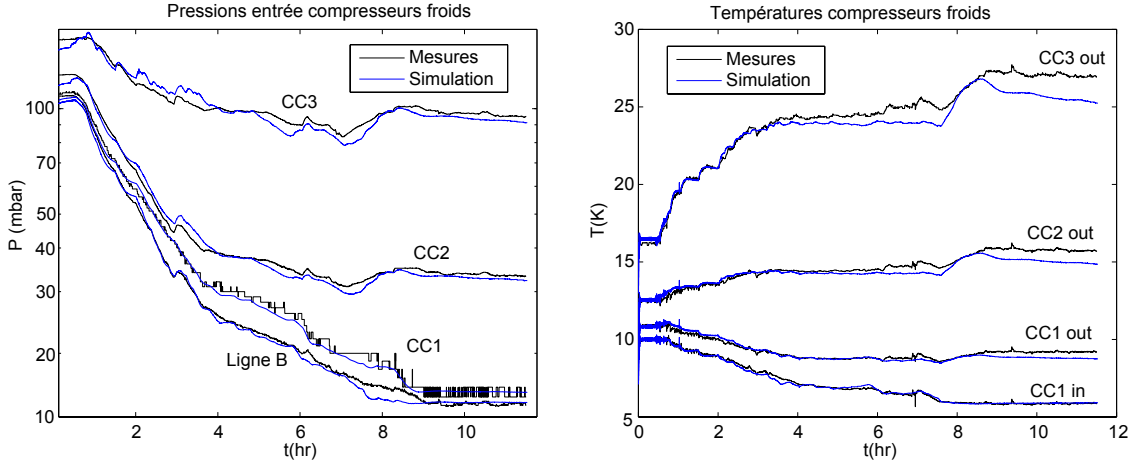 Pressions entrée compresseurs froids
Mesures
Simulation
CC3
CC2
CC1
Ligne B
P (mbar)
100
70
50
40
30
20
10
2
4
6
8
10
t(hr)
Températures compresseurs froids
Mesures
Simulation
CC3 out
CC2 out
CC1 out
CC1 in
T(K)
30
25
20
15
10
5
0
2
4
6
8
10
12
t(hr)